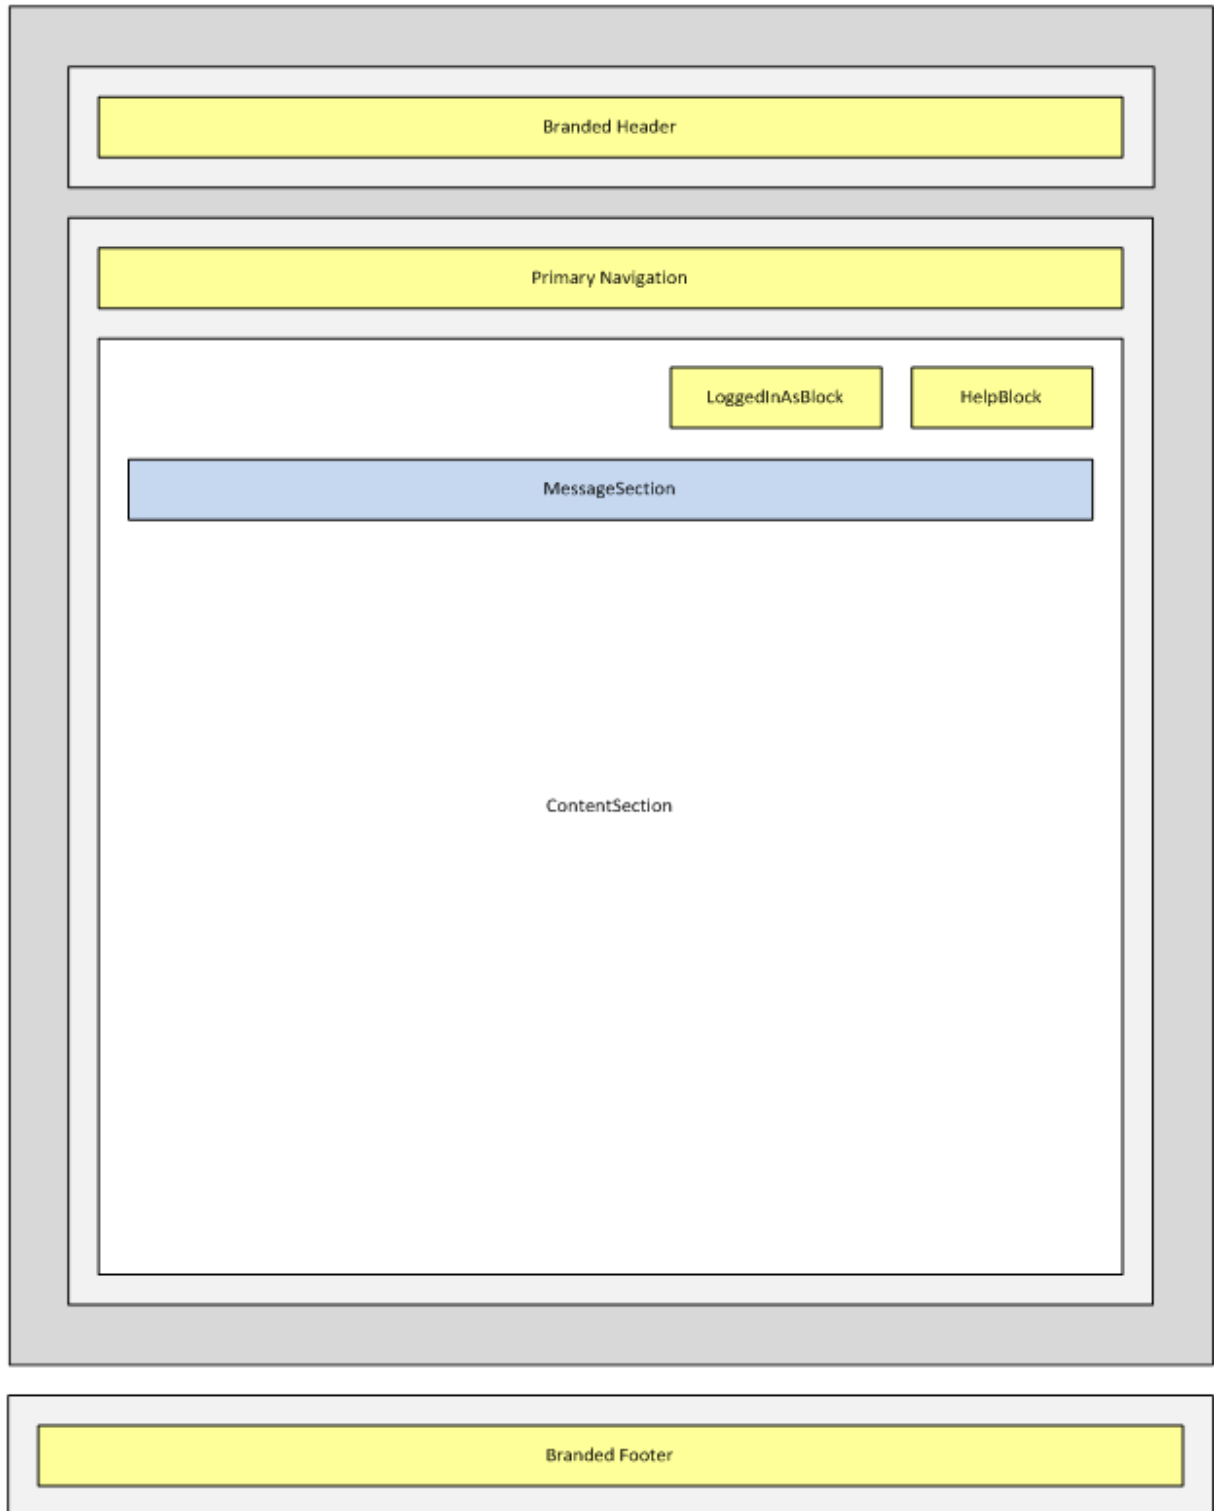 Branded Header
Primary Navigation
LoggedInAsBlock
HelpBlock
MessageSection
ContentSection
Branded Footer